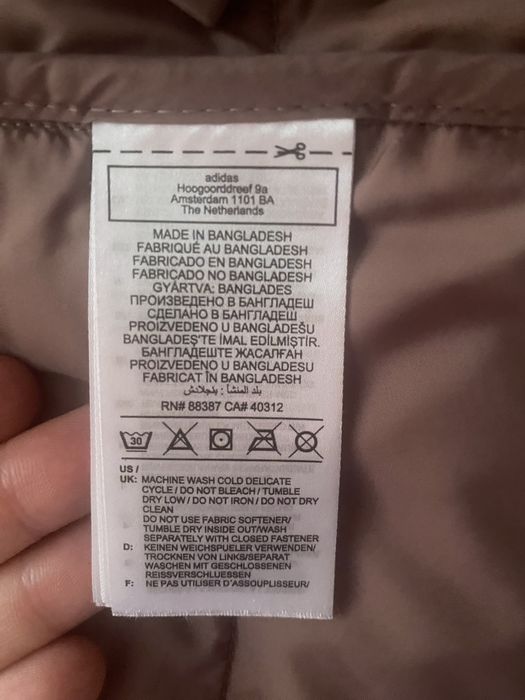 adidas
Hoogoorddreef 9a
Amsterdam 1101 BA
The Netherlands
MADE IN BANGLADESH
FABRIQUÉ AU BANGLADESH
FABRICADO EN BANGLADESH
FABRICADO NO BANGLADESH
GYÁRTVA: BANGLADES
ПРОИЗВЕДЕНО В БАНГЛАДЕШ
СДЕЛАНО В БАНГЛАДЕШ
PROIZVEDENO U BANGLADEŠU
BANGLADEŞ'TE İMAL EDİLMİŞTİR.
БАНГЛАДЕШТЕ ЖАСАЛҒАН
PROIZVEDENO U BANGLADESU
FABRICAT ÎN BANGLADESH
بلد المنشأ : بنجلادش
RN# 88387 CA# 40312
30
US /
UK: MACHINE WASH COLD DELICATE
CYCLE / DO NOT BLEACH / TUMBLE
DRY LOW / DO NOT IRON / DO NOT DRY
CLEAN
DO NOT USE FABRIC SOFTENER/
TUMBLE DRY INSIDE OUT/WASH
SEPARATELY WITH CLOSED FASTENER
D: KEINEN WEICHSPUELER VERWENDEN/
TROCKNEN VON LINKS/SEPARAT
WASCHEN MIT GESCHLOSSENEN
REISSVERSCHLUESSEN
F: NE PAS UTILISER D'ASSOUPLISEUR/